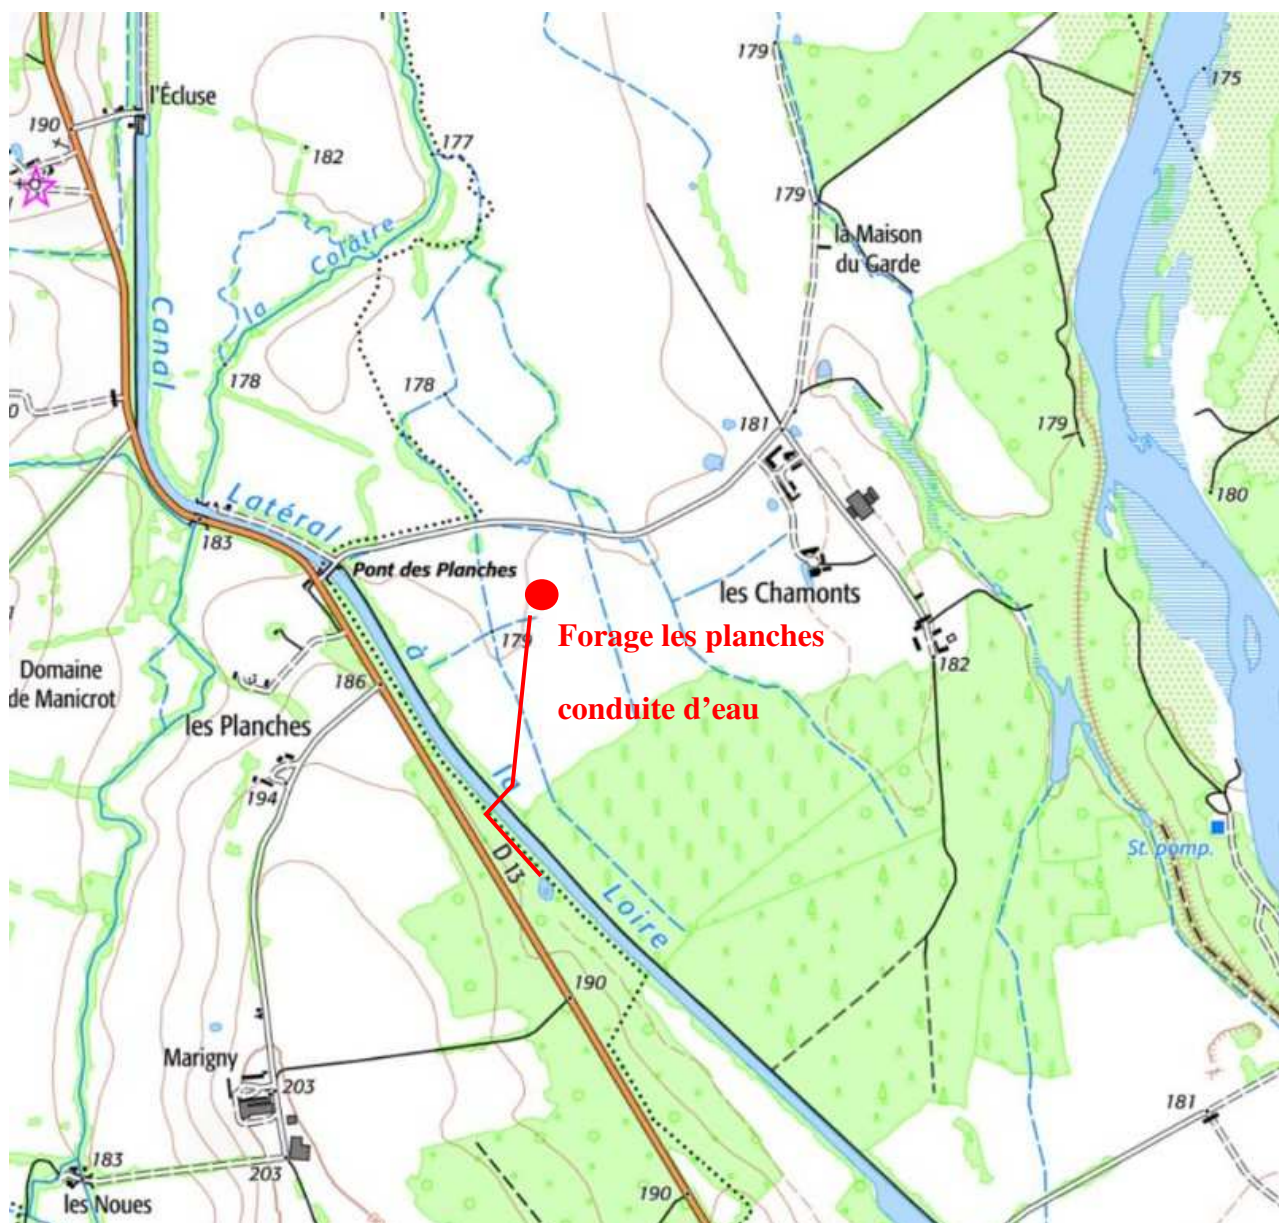 179
175
l'Écluse
190
182
177
179
la Maison
du Garde
la Colâtre
Canal
178
178
181
179
180
Latéral
183
Pont des Planches
les Chamonts
à
179
Forage les planches
182
Domaine
de Manicrot
186
conduite d'eau
les Planches
la
194
St. pomp.
D 13
Loire
190
Marigny
203
181
183
203
les Noues
190